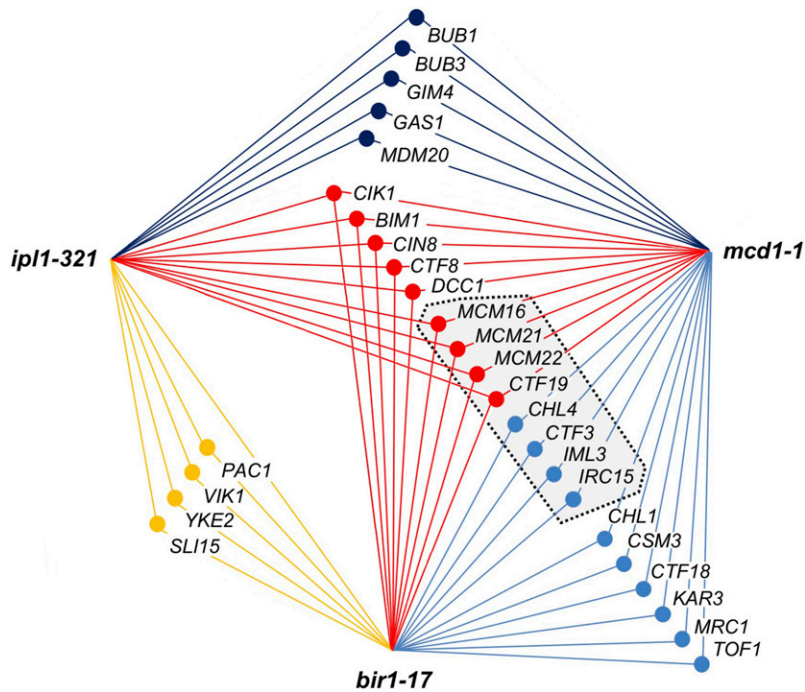 BUB1
BUB3
GIM4
GAS1
MDM20
CIK1
BIM1
ipl1-321
CIN8
mcd1-1
CTF8
DCC1
MCM16
MCM21
MCM22
CTF19
CHL4
CTF3
IML3
PAC1
IRC15
VIK1
YKE2
CHL1
SLI15
CSM3
CTF18
KAR3
MRC1
TOF1
bir1-17